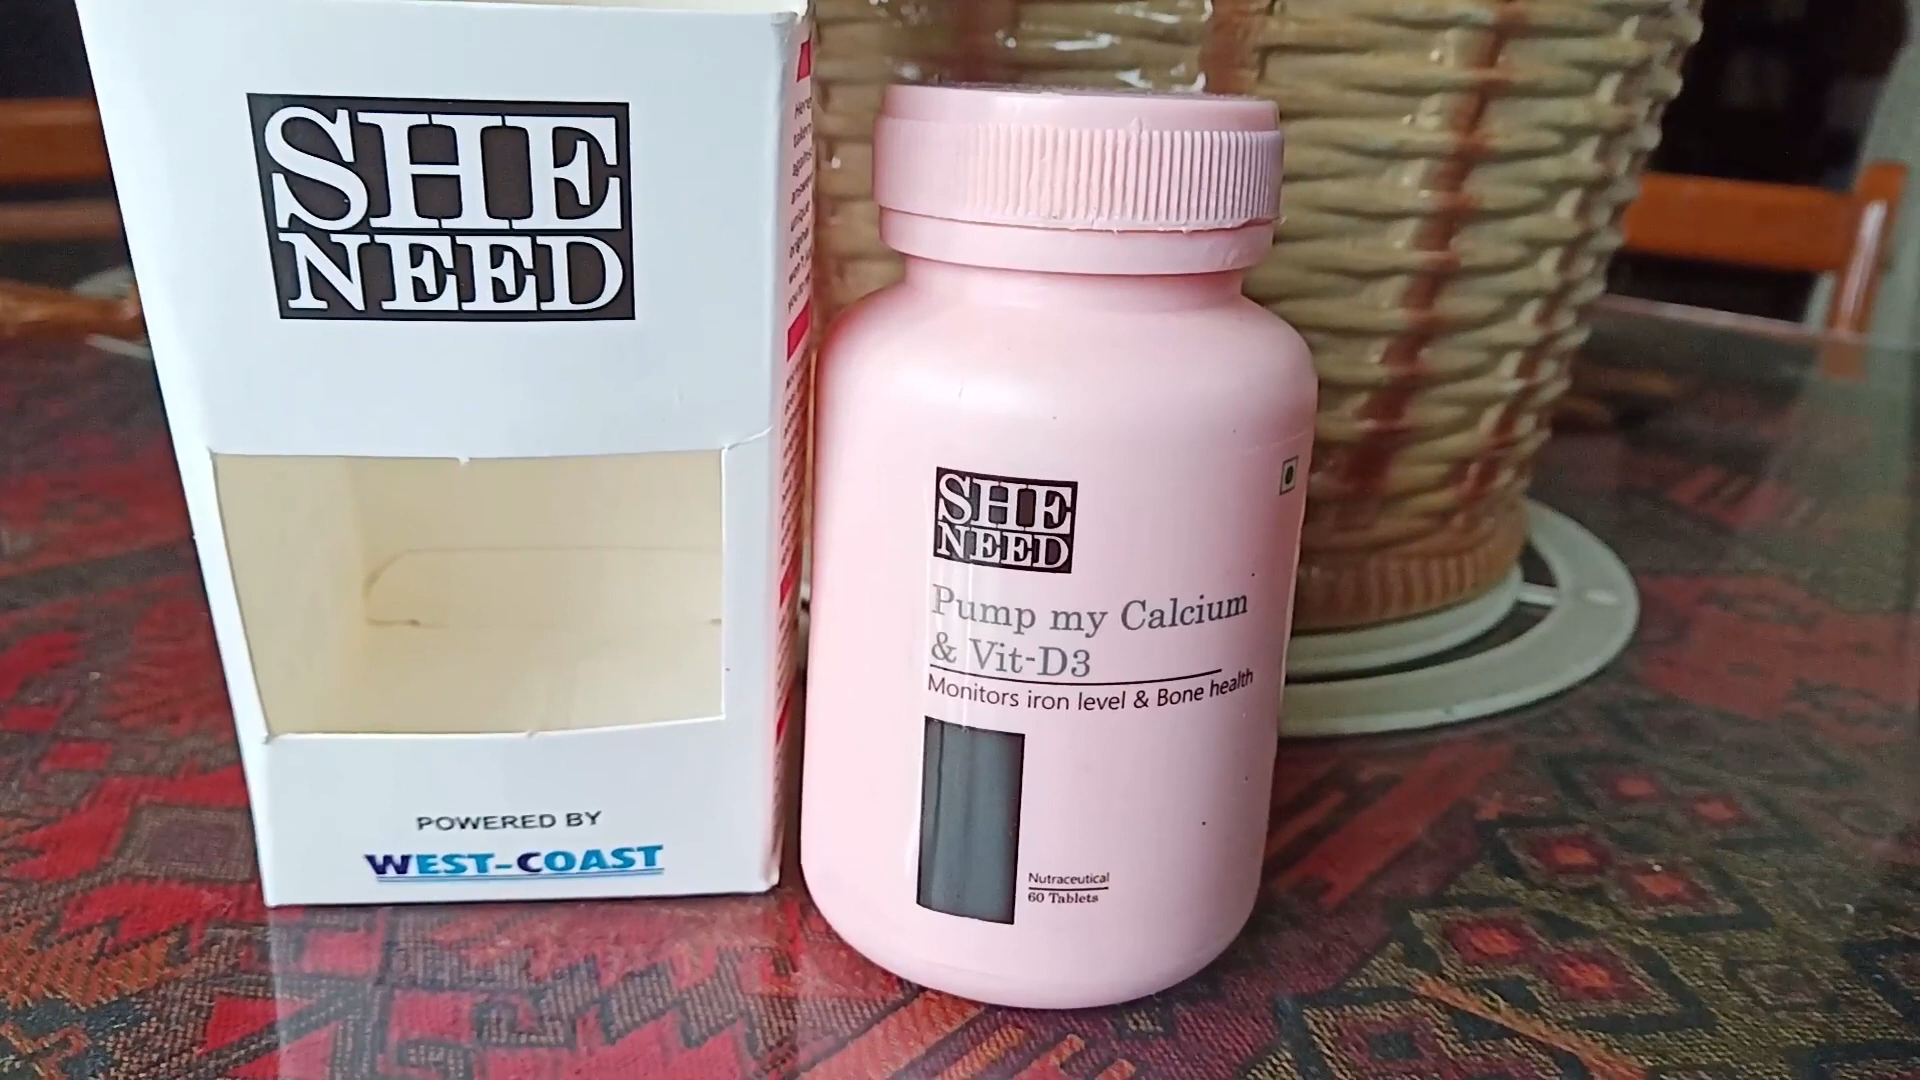 SHE
NEED
POWERED BY
WEST-COAST
SHE
NEED
Pump my Calcium
& Vit-D3
Monitors iron level & Bone health
Nutraceutical
60 Tablets